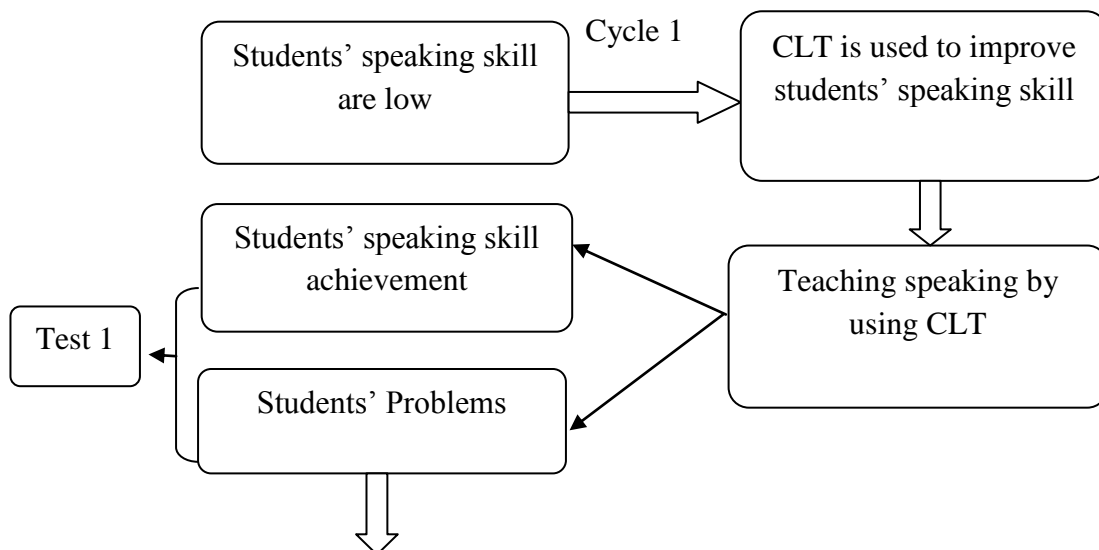 Students’ speaking skill
are low
Cycle 1
CLT is used to improve
students’ speaking skill
Students’ speaking skill
achievement
Teaching speaking by
using CLT
Test 1
Students’ Problems